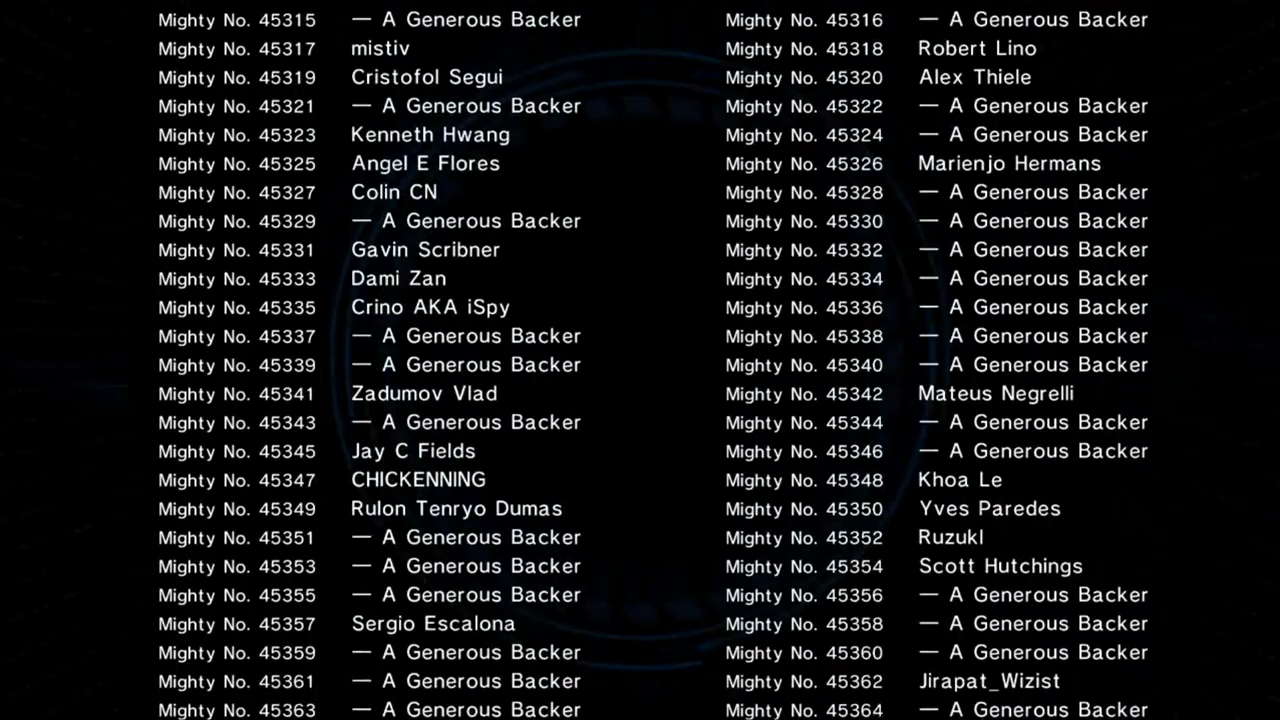 Mighty No. 45315 — A Generous Backer Mighty No. 45316 — A Generous Backer
Mighty No. 45317 mistiv Mighty No. 45318 Robert Lino
Mighty No. 45319 Cristofol Segui Mighty No. 45320 Alex Thiele
Mighty No. 45321 — A Generous Backer Mighty No. 45322 — A Generous Backer
Mighty No. 45323 Kenneth Hwang Mighty No. 45324 — A Generous Backer
Mighty No. 45325 Angel E Flores Mighty No. 45326 Marienjo Hermans
Mighty No. 45327 Colin CN Mighty No. 45328 — A Generous Backer
Mighty No. 45329 — A Generous Backer Mighty No. 45330 — A Generous Backer
Mighty No. 45331 Gavin Scribner Mighty No. 45332 — A Generous Backer
Mighty No. 45333 Dami Zan Mighty No. 45334 — A Generous Backer
Mighty No. 45335 Crino AKA iSpy Mighty No. 45336 — A Generous Backer
Mighty No. 45337 — A Generous Backer Mighty No. 45338 — A Generous Backer
Mighty No. 45339 — A Generous Backer Mighty No. 45340 — A Generous Backer
Mighty No. 45341 Zadumov Vlad Mighty No. 45342 Mateus Negrelli
Mighty No. 45343 — A Generous Backer Mighty No. 45344 — A Generous Backer
Mighty No. 45345 Jay C Fields Mighty No. 45346 — A Generous Backer
Mighty No. 45347 CHICKENNING Mighty No. 45348 Khoa Le
Mighty No. 45349 Rulon Tenryo Dumas Mighty No. 45350 Yves Paredes
Mighty No. 45351 — A Generous Backer Mighty No. 45352 Ruzukl
Mighty No. 45353 — A Generous Backer Mighty No. 45354 Scott Hutchings
Mighty No. 45355 — A Generous Backer Mighty No. 45356 — A Generous Backer
Mighty No. 45357 Sergio Escalona Mighty No. 45358 — A Generous Backer
Mighty No. 45359 — A Generous Backer Mighty No. 45360 — A Generous Backer
Mighty No. 45361 — A Generous Backer Mighty No. 45362 Jirapat_Wizist
Mighty No. 45363 — A Generous Backer Mighty No. 45364 — A Generous Backer